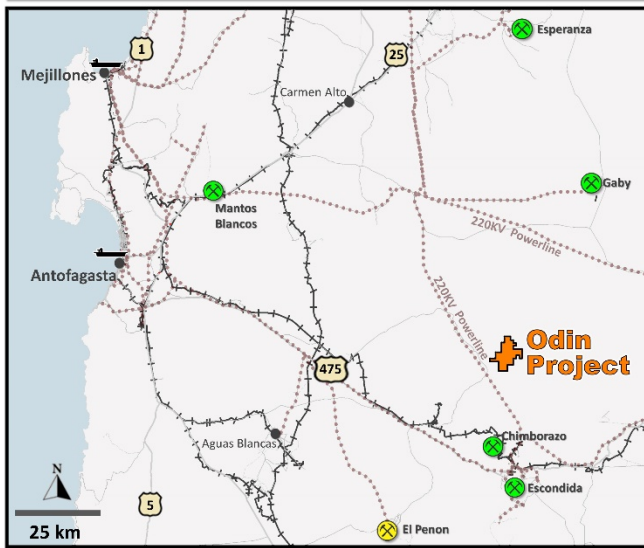 1
25
Esperanza
Mejillones
Carmen Alto
Gaby
Mantos
Blancos
220KV Powerline
Antofagasta
220KV Powerline
Odin
Project
475
Aguas Blancas
Chimborazo
Escondida
N
5
25 km
El Penon